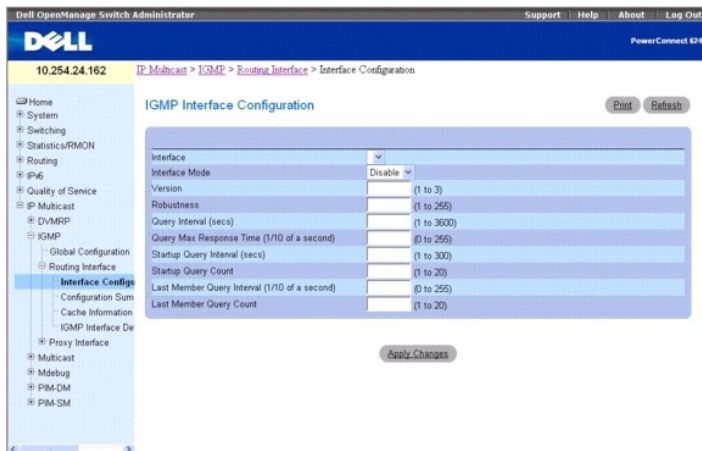 Dell OpenManage Switch Administrator
Support Help About Log Out
DELL
PowerConnect 624
10.254.24.162
IP Multicast > IGMP > Routing Interface > Interface Configuration
Home
System
Switching
Statistics/RMON
Routing
IPv6
Quality of Service
IP Multicast
DVMRP
IGMP
Global Configuration
Routing Interface
Interface Configu
Configuration Sum
Cache Information
IGMP Interface De
Proxy Interface
Multicast
Mdebug
PIM-DM
PIM-SM
IGMP Interface Configuration
Print Refresh
Interface
Interface Mode Disable
Version (1 to 3)
Robustness (1 to 255)
Query Interval (secs) (1 to 3600)
Query Max Response Time (1/10 of a second) (0 to 255)
Startup Query Interval (secs) (1 to 300)
Startup Query Count (1 to 20)
Last Member Query Interval (1/10 of a second) (0 to 255)
Last Member Query Count (1 to 20)
Apply Changes